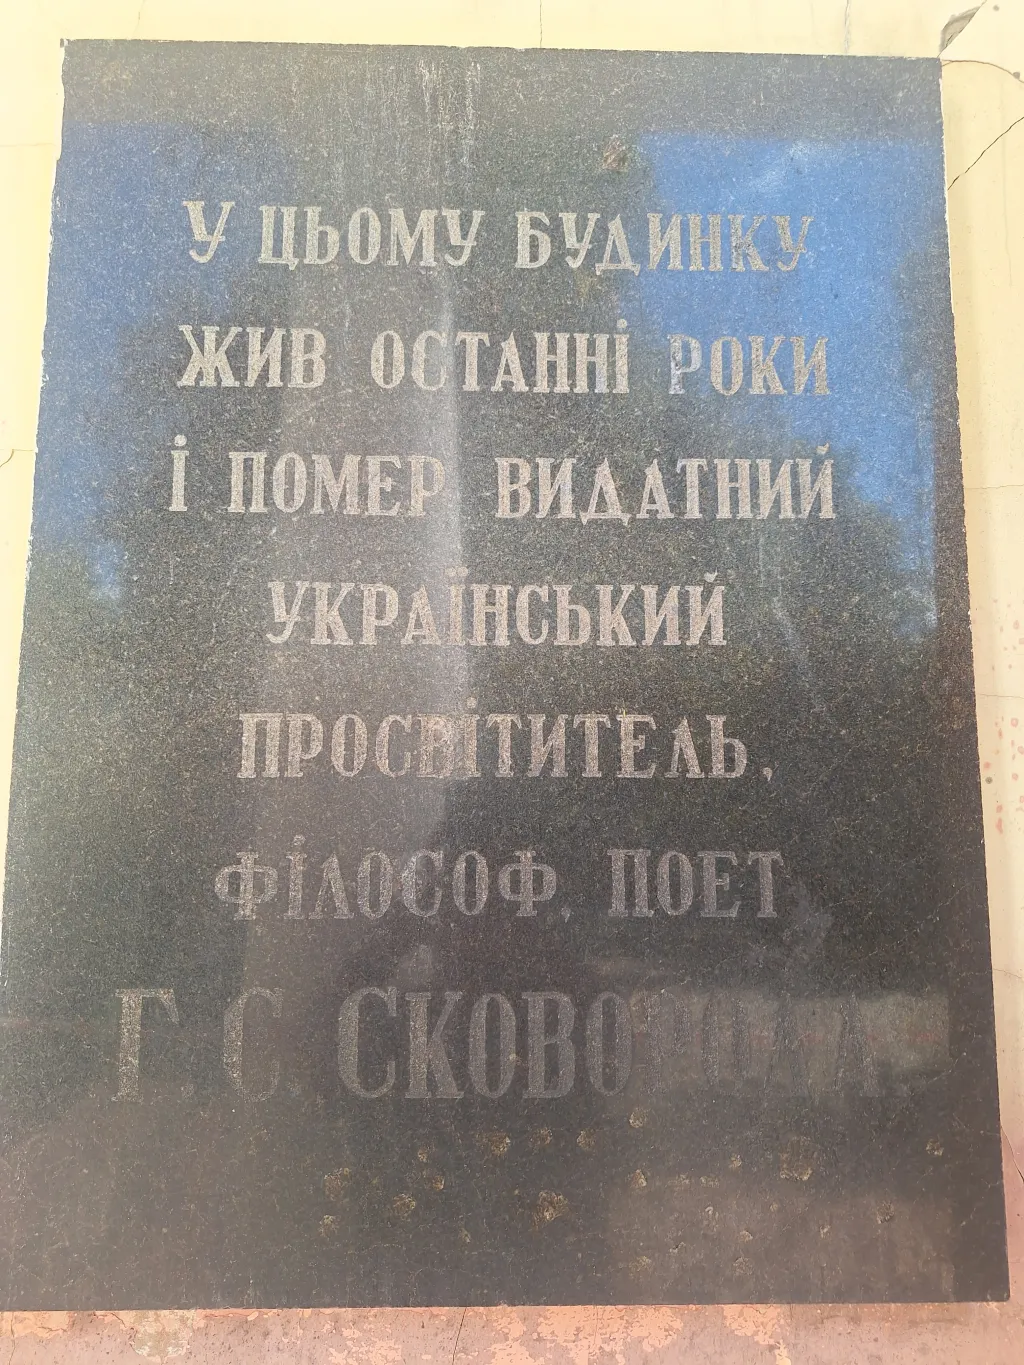 У ЦЬОМУ БУДИНКУ
ЖИВ ОСТАННІ РОКИ
І ПОМЕР ВИДАТНИЙ
УКРАЇНСЬКИЙ
ПРОСВІТИТЕЛЬ,
ФІЛОСОФ, ПОЕТ
Г. С. СКОВОРОДА.